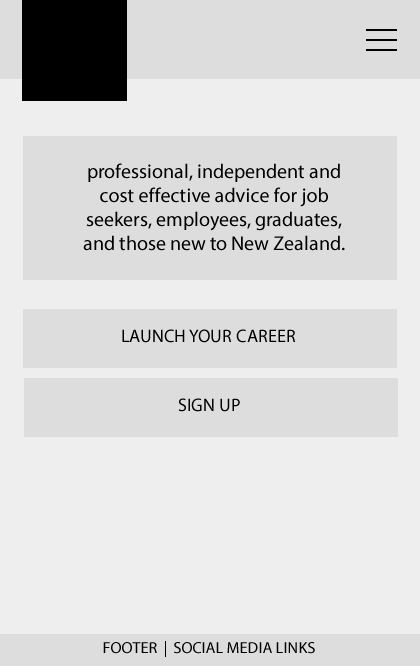 professional, independent and
cost effective advice for job
seekers, employees, graduates,
and those new to New Zealand.
LAUNCH YOUR CAREER
SIGN UP
FOOTER | SOCIAL MEDIA LINKS